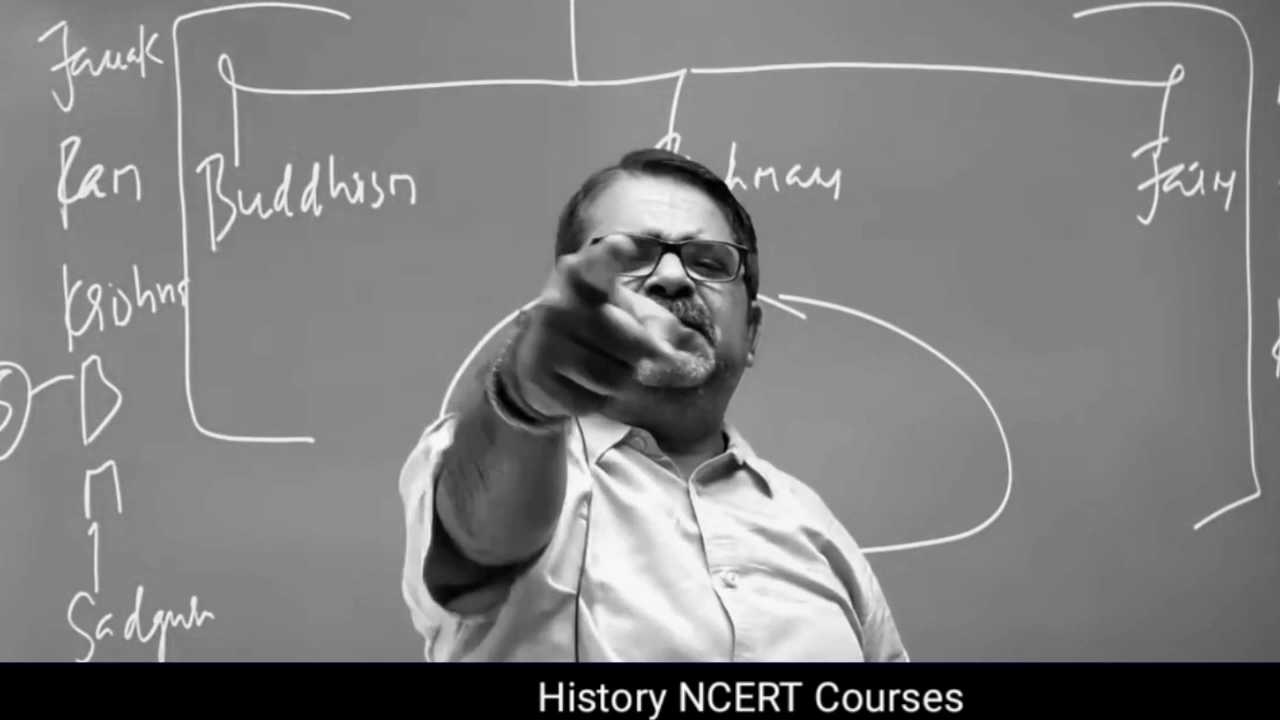 Janak
Ram
Krishna
Buddhism
Jain
B
M
Sadguru
History NCERT Courses